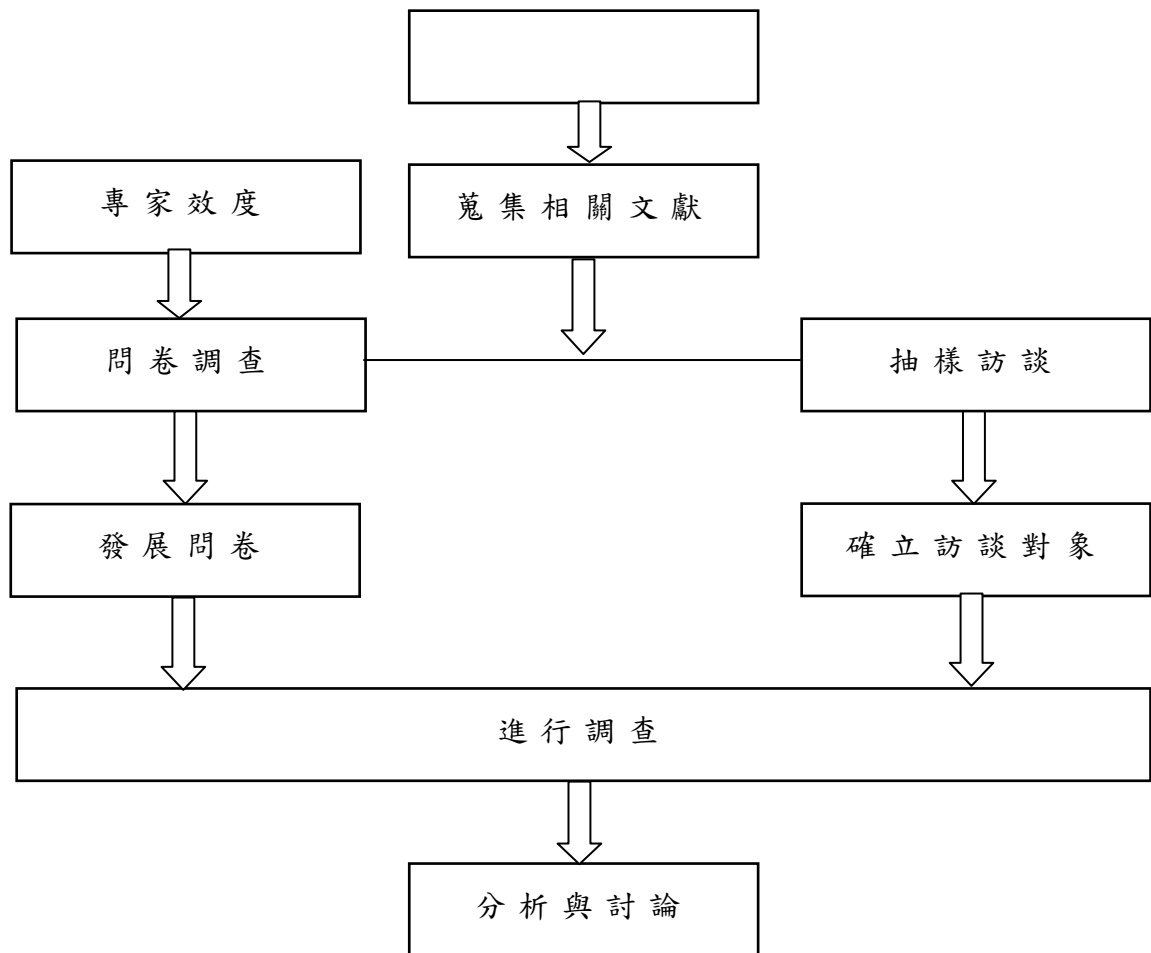 專家效度
蒐集相關文獻
問卷調查
抽樣訪談
發展問卷
確立訪談對象
進行調查
分析與討論